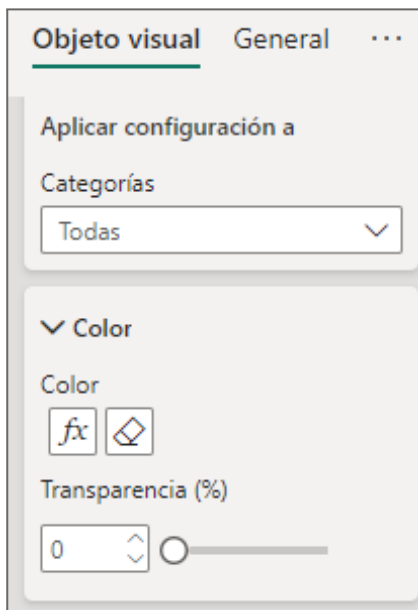 Objeto visual General ...
Aplicar configuración a
Categorías
Todas
Color
Color
fx
Transparencia (%)
0